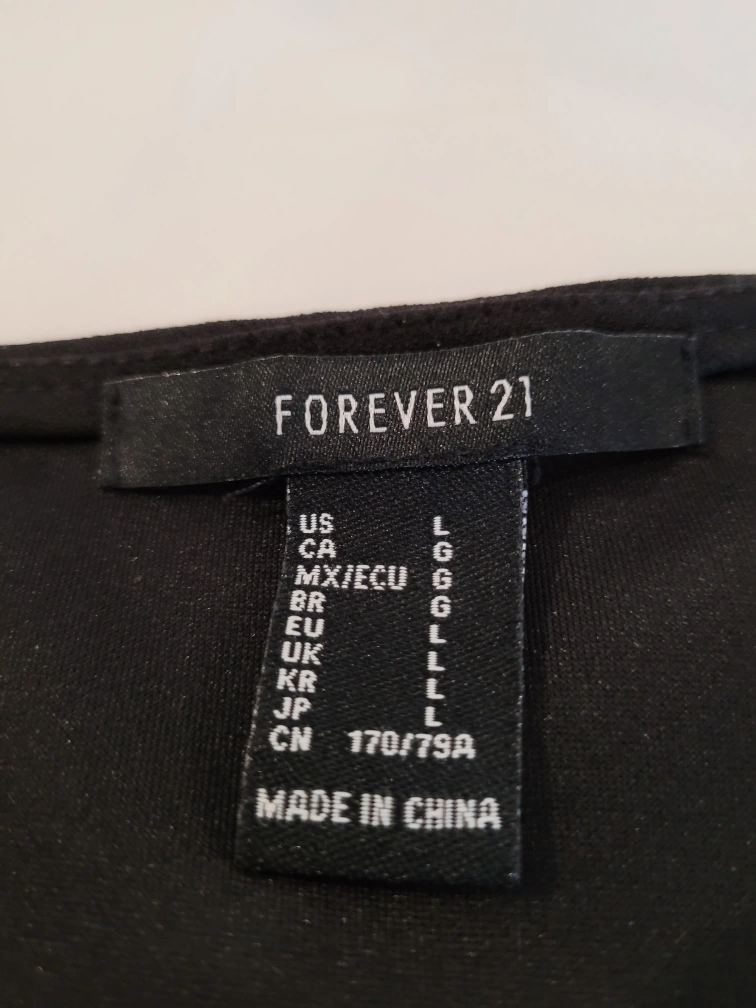 FOREVER 21
US L
CA G
MX/ECU G
BR G
EU L
UK L
KR L
JP L
CN 170/79A
MADE IN CHINA